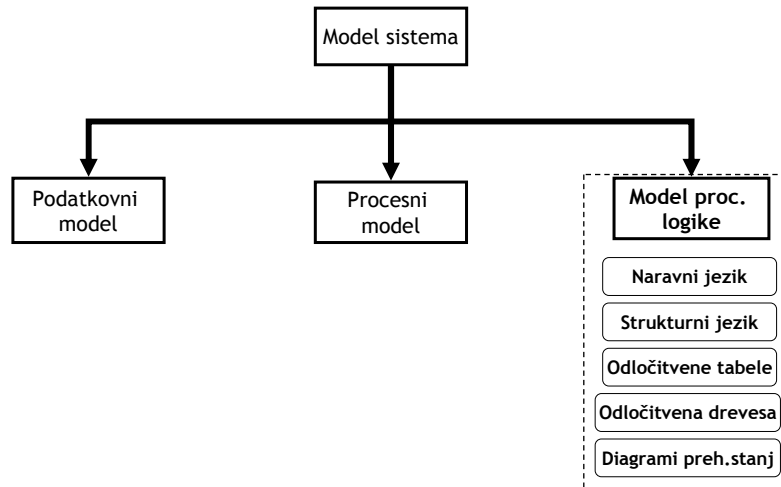 Model sistema
Podatkovni
model
Procesni
model
Model proc.
logike
Naravni jezik
Strukturni jezik
Odločitvene tabele
Odločitvena drevesa
Diagrami preh.stanj